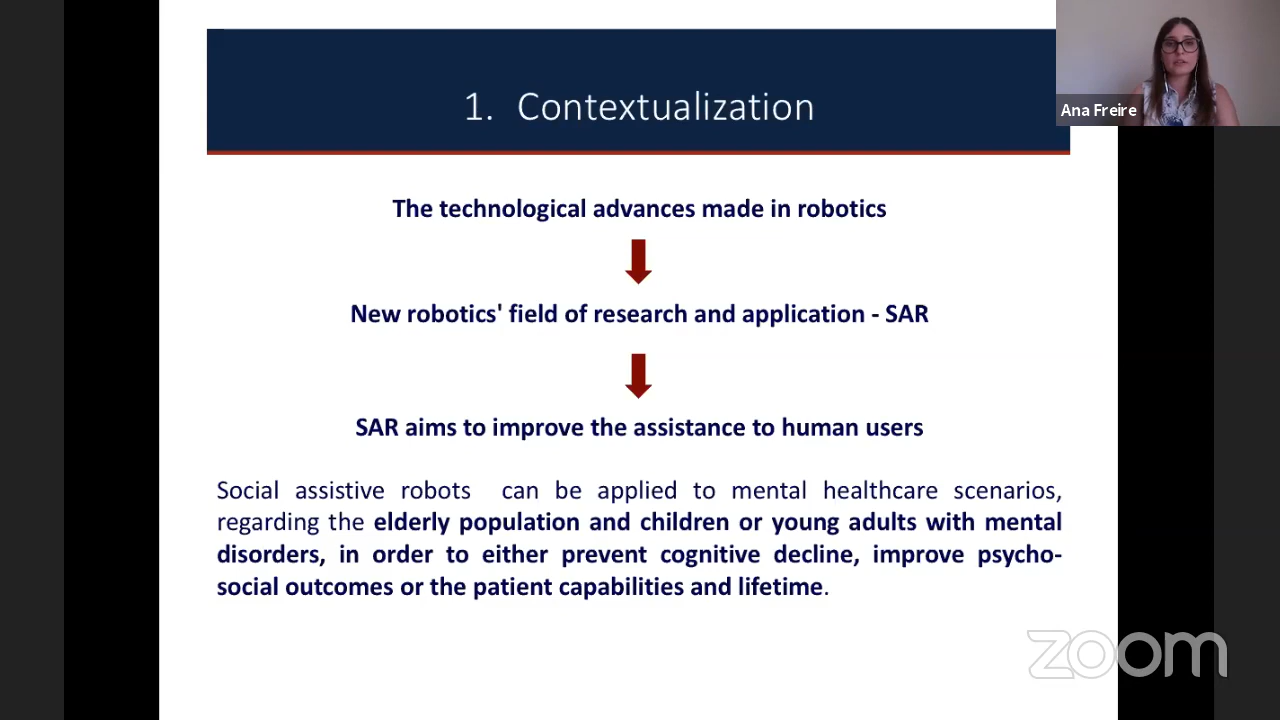 1. Contextualization
Ana Freire
The technological advances made in robotics
New robotics' field of research and application - SAR
SAR aims to improve the assistance to human users
Social assistive robots can be applied to mental healthcare scenarios,
regarding the elderly population and children or young adults with mental
disorders, in order to either prevent cognitive decline, improve psycho-
social outcomes or the patient capabilities and lifetime.
zoom